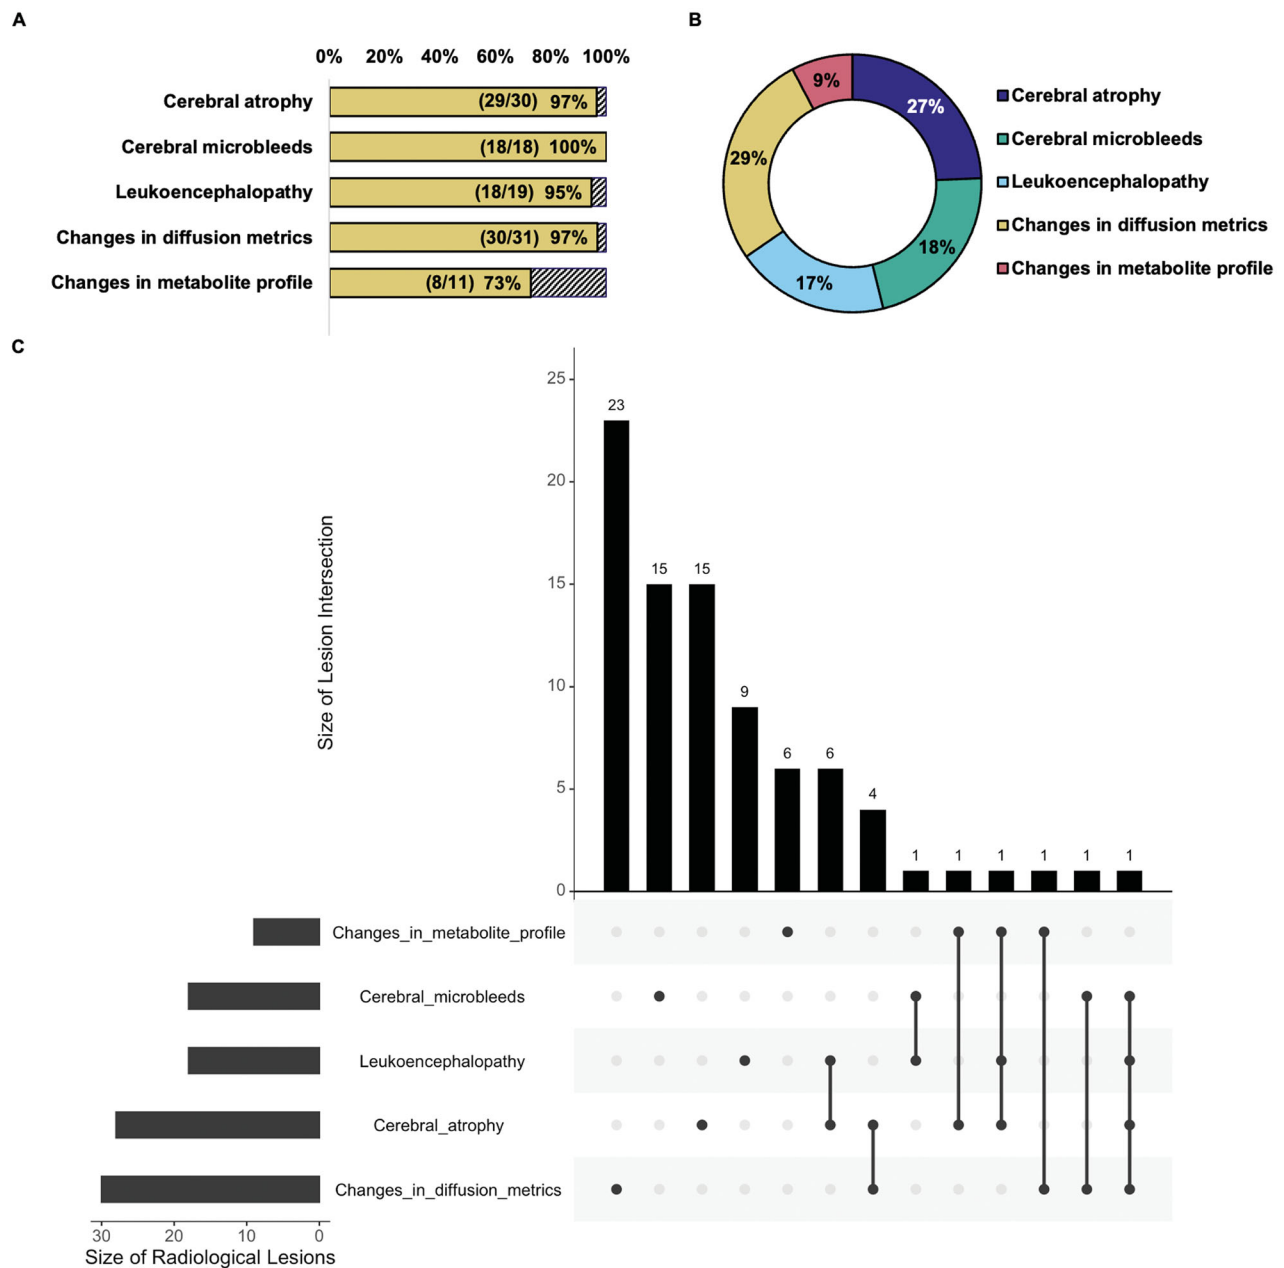 A
0% 20% 40% 60% 80% 100%
Cerebral atrophy (29/30) 97%
Cerebral microbleeds (18/18) 100%
Leukoencephalopathy (18/19) 95%
Changes in diffusion metrics (30/31) 97%
Changes in metabolite profile (8/11) 73%
B
9%
27%
29%
18%
17%
Cerebral atrophy
Cerebral microbleeds
Leukoencephalopathy
Changes in diffusion metrics
Changes in metabolite profile
C
Size of Lesion Intersection
25
20
15
10
5
0
23
15
15
9
6
6
4
1
1
1
1
1
1
Changes_in_metabolite_profile
Cerebral_microbleeds
Leukoencephalopathy
Cerebral_atrophy
Changes_in_diffusion_metrics
30 20 10 0
Size of Radiological Lesions